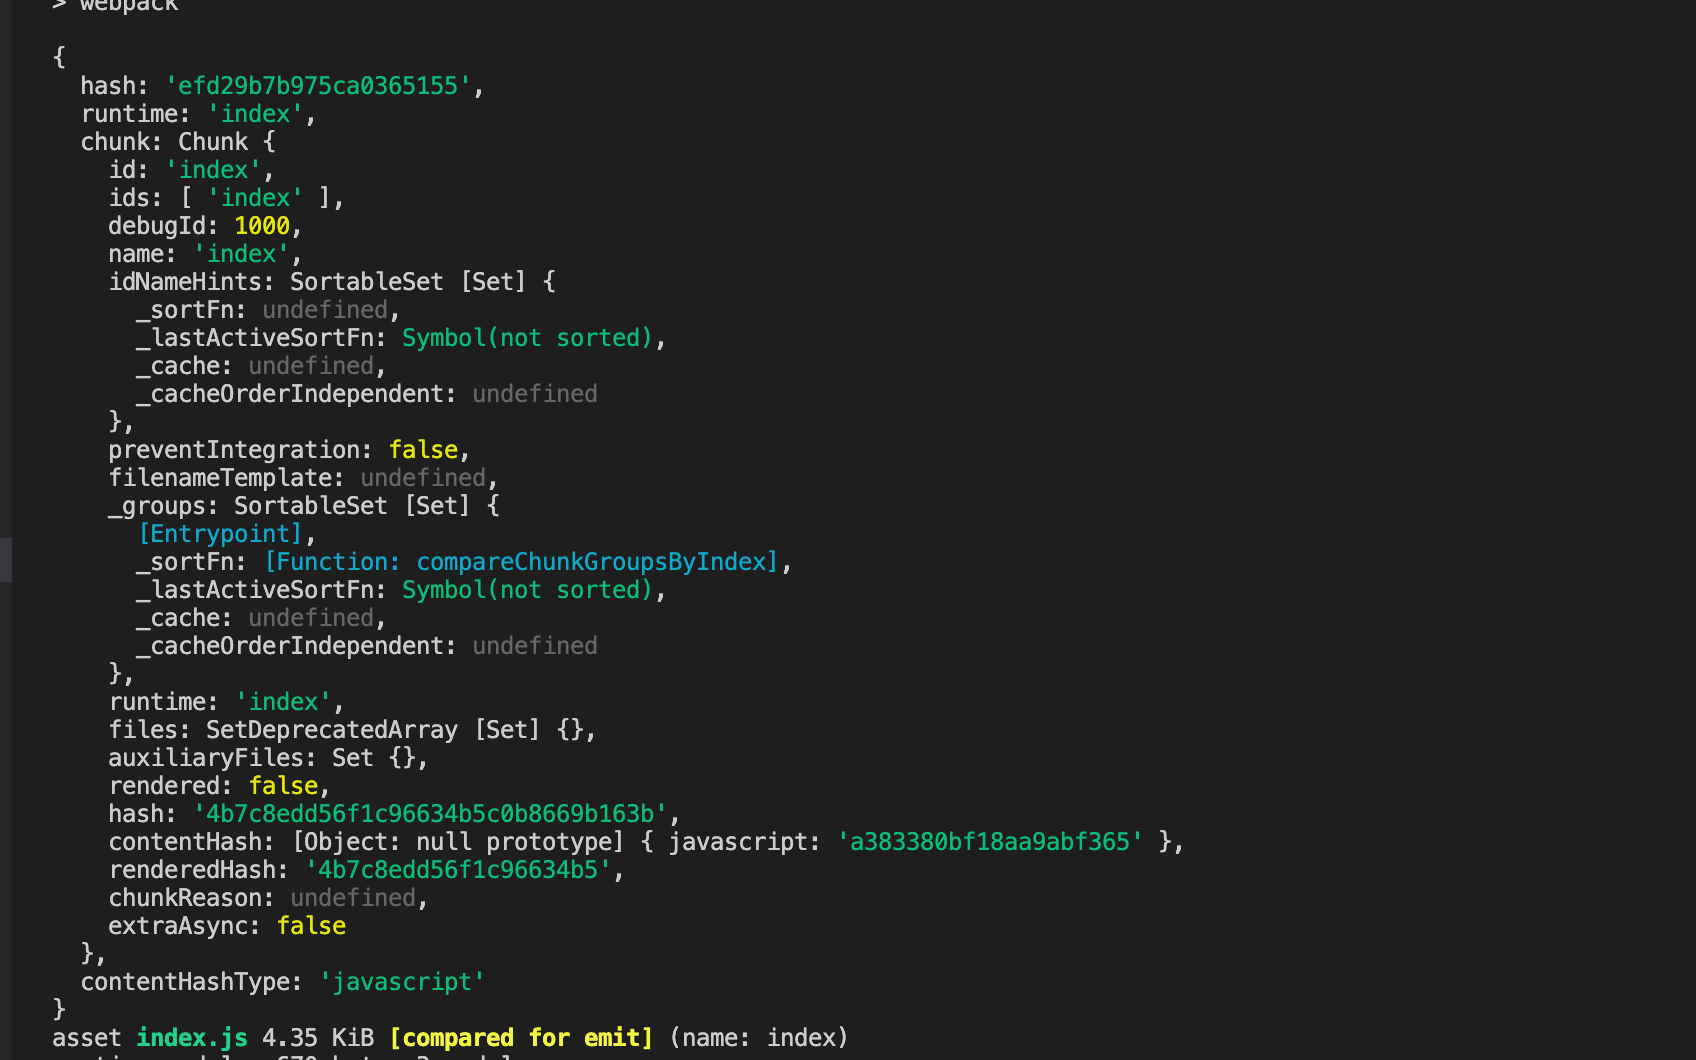 > webpack
{
hash: 'efd29b7b975ca0365155',
runtime: 'index',
chunk: Chunk {
id: 'index',
ids: [ 'index' ],
debugId: 1000,
name: 'index',
idNameHints: SortableSet [Set] {
_sortFn: undefined,
_lastActiveSortFn: Symbol(not sorted),
_cache: undefined,
_cacheOrderIndependent: undefined
},
preventIntegration: false,
filenameTemplate: undefined,
_groups: SortableSet [Set] {
[Entrypoint],
_sortFn: [Function: compareChunkGroupsByIndex],
_lastActiveSortFn: Symbol(not sorted),
_cache: undefined,
_cacheOrderIndependent: undefined
},
runtime: 'index',
files: SetDeprecatedArray [Set] {},
auxiliaryFiles: Set {},
rendered: false,
hash: '4b7c8edd56f1c96634b5c0b8669b163b',
contentHash: [Object: null prototype] { javascript: 'a383380bf18aa9abf365' },
renderedHash: '4b7c8edd56f1c96634b5',
chunkReason: undefined,
extraAsync: false
},
contentHashType: 'javascript'
}
asset index.js 4.35 KiB [compared for emit] (name: index)